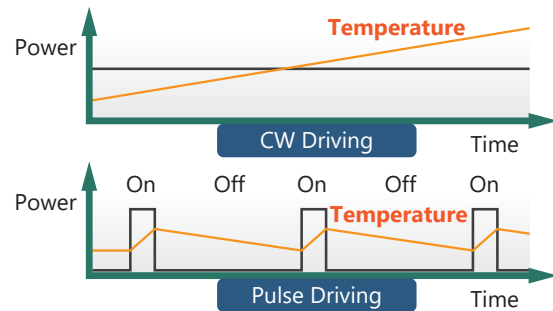 Temperature
Power
CW Driving
Time
On Off On Off On
Power
Temperature
Pulse Driving
Time